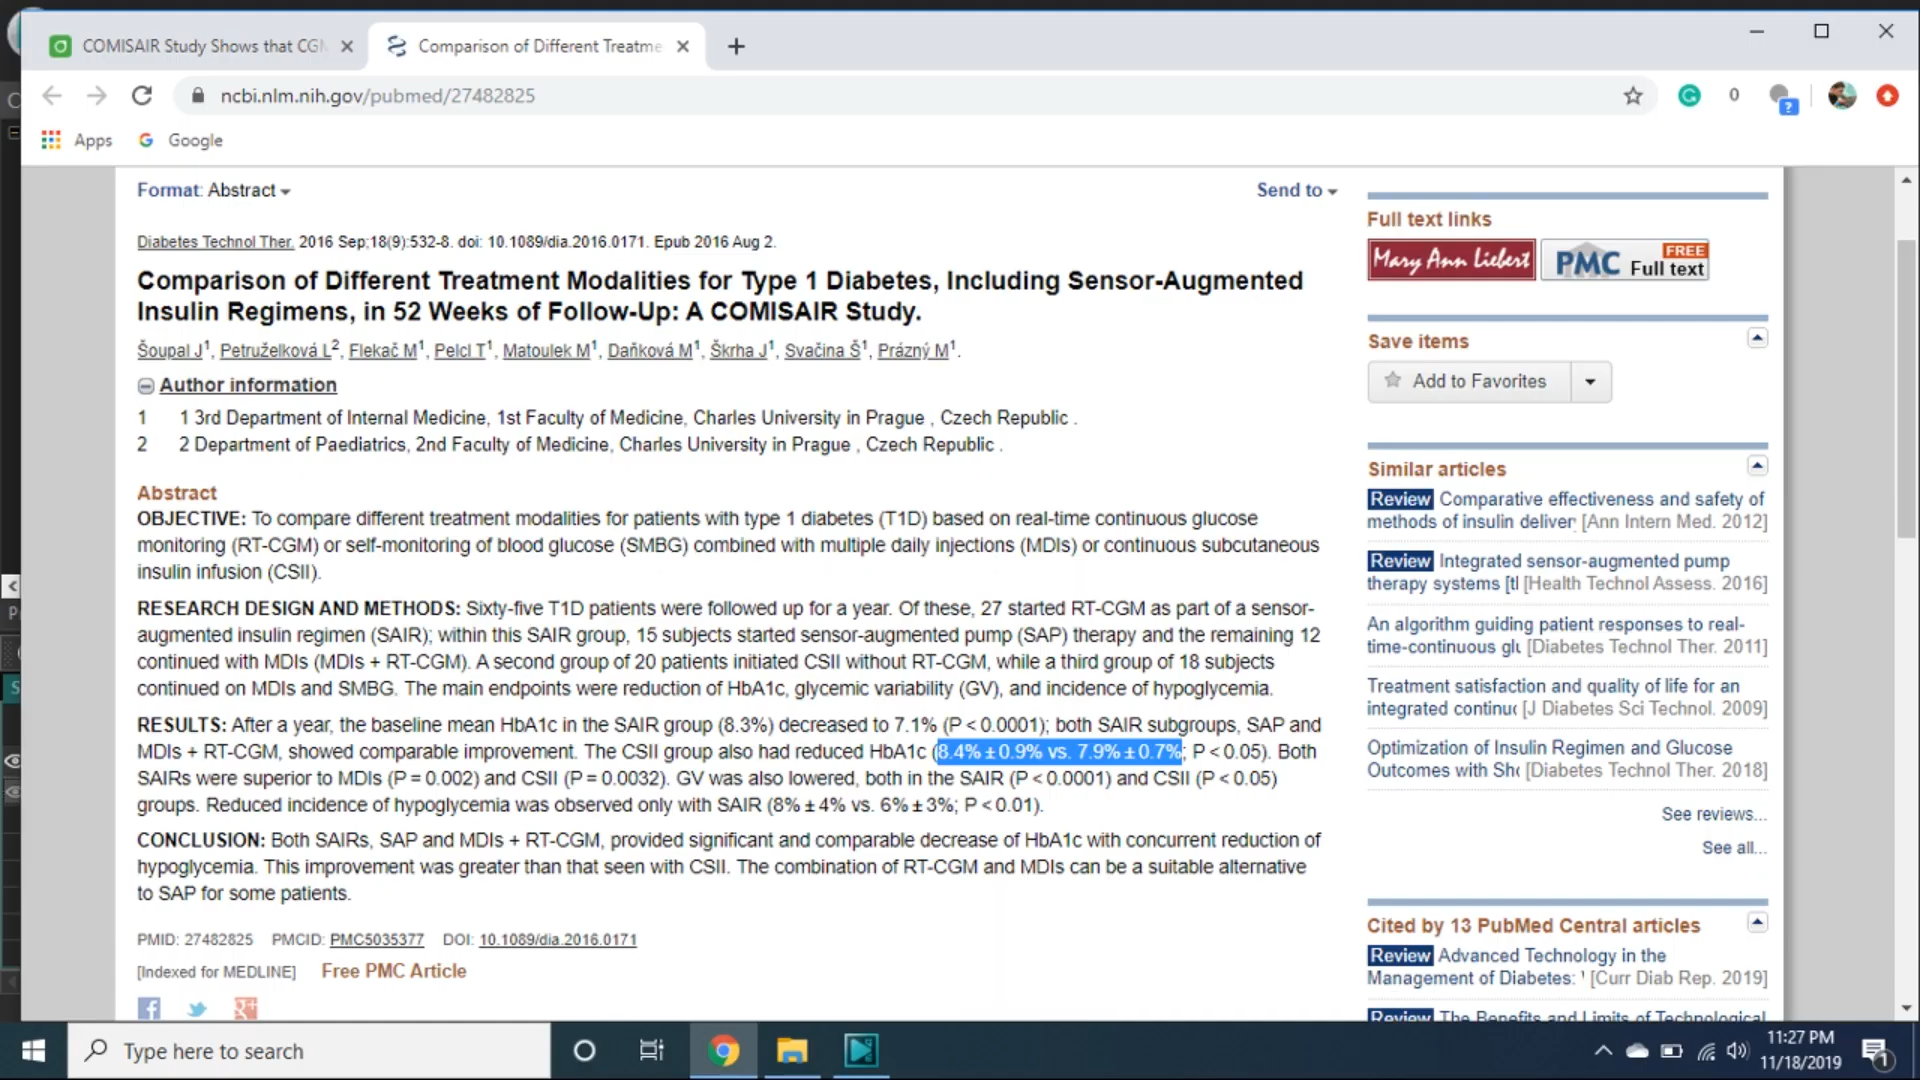 COMISAIR Study Shows that CGM
Comparison of Different Treatme
ncbi.nlm.nih.gov/pubmed/27482825
0
?
Apps
Google
Format: Abstract
Send to
Diabetes Technol Ther. 2016 Sep;18(9):532-8. doi: 10.1089/dia.2016.0171. Epub 2016 Aug 2.
Comparison of Different Treatment Modalities for Type 1 Diabetes, Including Sensor-Augmented
Insulin Regimens, in 52 Weeks of Follow-Up: A COMISAIR Study.
Šoupal J1, Petruželková L2, Flekač M1, Pelcl T1, Matoulek M1, Daňková M1, Škrha J1, Svačina Š1, Prázný M1.
Author information
1 1 3rd Department of Internal Medicine, 1st Faculty of Medicine, Charles University in Prague , Czech Republic .
2 2 Department of Paediatrics, 2nd Faculty of Medicine, Charles University in Prague , Czech Republic .
Abstract
OBJECTIVE: To compare different treatment modalities for patients with type 1 diabetes (T1D) based on real-time continuous glucose
monitoring (RT-CGM) or self-monitoring of blood glucose (SMBG) combined with multiple daily injections (MDIs) or continuous subcutaneous
insulin infusion (CSII).
RESEARCH DESIGN AND METHODS: Sixty-five T1D patients were followed up for a year. Of these, 27 started RT-CGM as part of a sensor-
augmented insulin regimen (SAIR); within this SAIR group, 15 subjects started sensor-augmented pump (SAP) therapy and the remaining 12
continued with MDIs (MDIs + RT-CGM). A second group of 20 patients initiated CSII without RT-CGM, while a third group of 18 subjects
continued on MDIs and SMBG. The main endpoints were reduction of HbA1c, glycemic variability (GV), and incidence of hypoglycemia.
RESULTS: After a year, the baseline mean HbA1c in the SAIR group (8.3%) decreased to 7.1% (P < 0.0001); both SAIR subgroups, SAP and
MDIs + RT-CGM, showed comparable improvement. The CSII group also had reduced HbA1c (8.4% ± 0.9% vs. 7.9% ± 0.7%; P < 0.05). Both
SAIRs were superior to MDIs (P = 0.002) and CSII (P = 0.0032). GV was also lowered, both in the SAIR (P < 0.0001) and CSII (P < 0.05)
groups. Reduced incidence of hypoglycemia was observed only with SAIR (8% ± 4% vs. 6% ± 3%; P < 0.01).
CONCLUSION: Both SAIRs, SAP and MDIs + RT-CGM, provided significant and comparable decrease of HbA1c with concurrent reduction of
hypoglycemia. This improvement was greater than that seen with CSII. The combination of RT-CGM and MDIs can be a suitable alternative
to SAP for some patients.
PMID: 27482825 PMCID: PMC5035377 DOI: 10.1089/dia.2016.0171
[Indexed for MEDLINE] Free PMC Article
Full text links
Mary Ann Liebert
PMC FREE Full text
Save items
Add to Favorites
Similar articles
Review Comparative effectiveness and safety of
methods of insulin deliver [Ann Intern Med. 2012]
Review Integrated sensor-augmented pump
therapy systems [tl [Health Technol Assess. 2016]
An algorithm guiding patient responses to real-
time-continuous glu [Diabetes Technol Ther. 2011]
Treatment satisfaction and quality of life for an
integrated continuc [J Diabetes Sci Technol. 2009]
Optimization of Insulin Regimen and Glucose
Outcomes with Sho [Diabetes Technol Ther. 2018]
See reviews...
See all...
Cited by 13 PubMed Central articles
Review Advanced Technology in the
Management of Diabetes: [Curr Diab Rep. 2019]
Review The Benefits and Limits of Technological
Type here to search
11:27 PM
11/18/2019
1